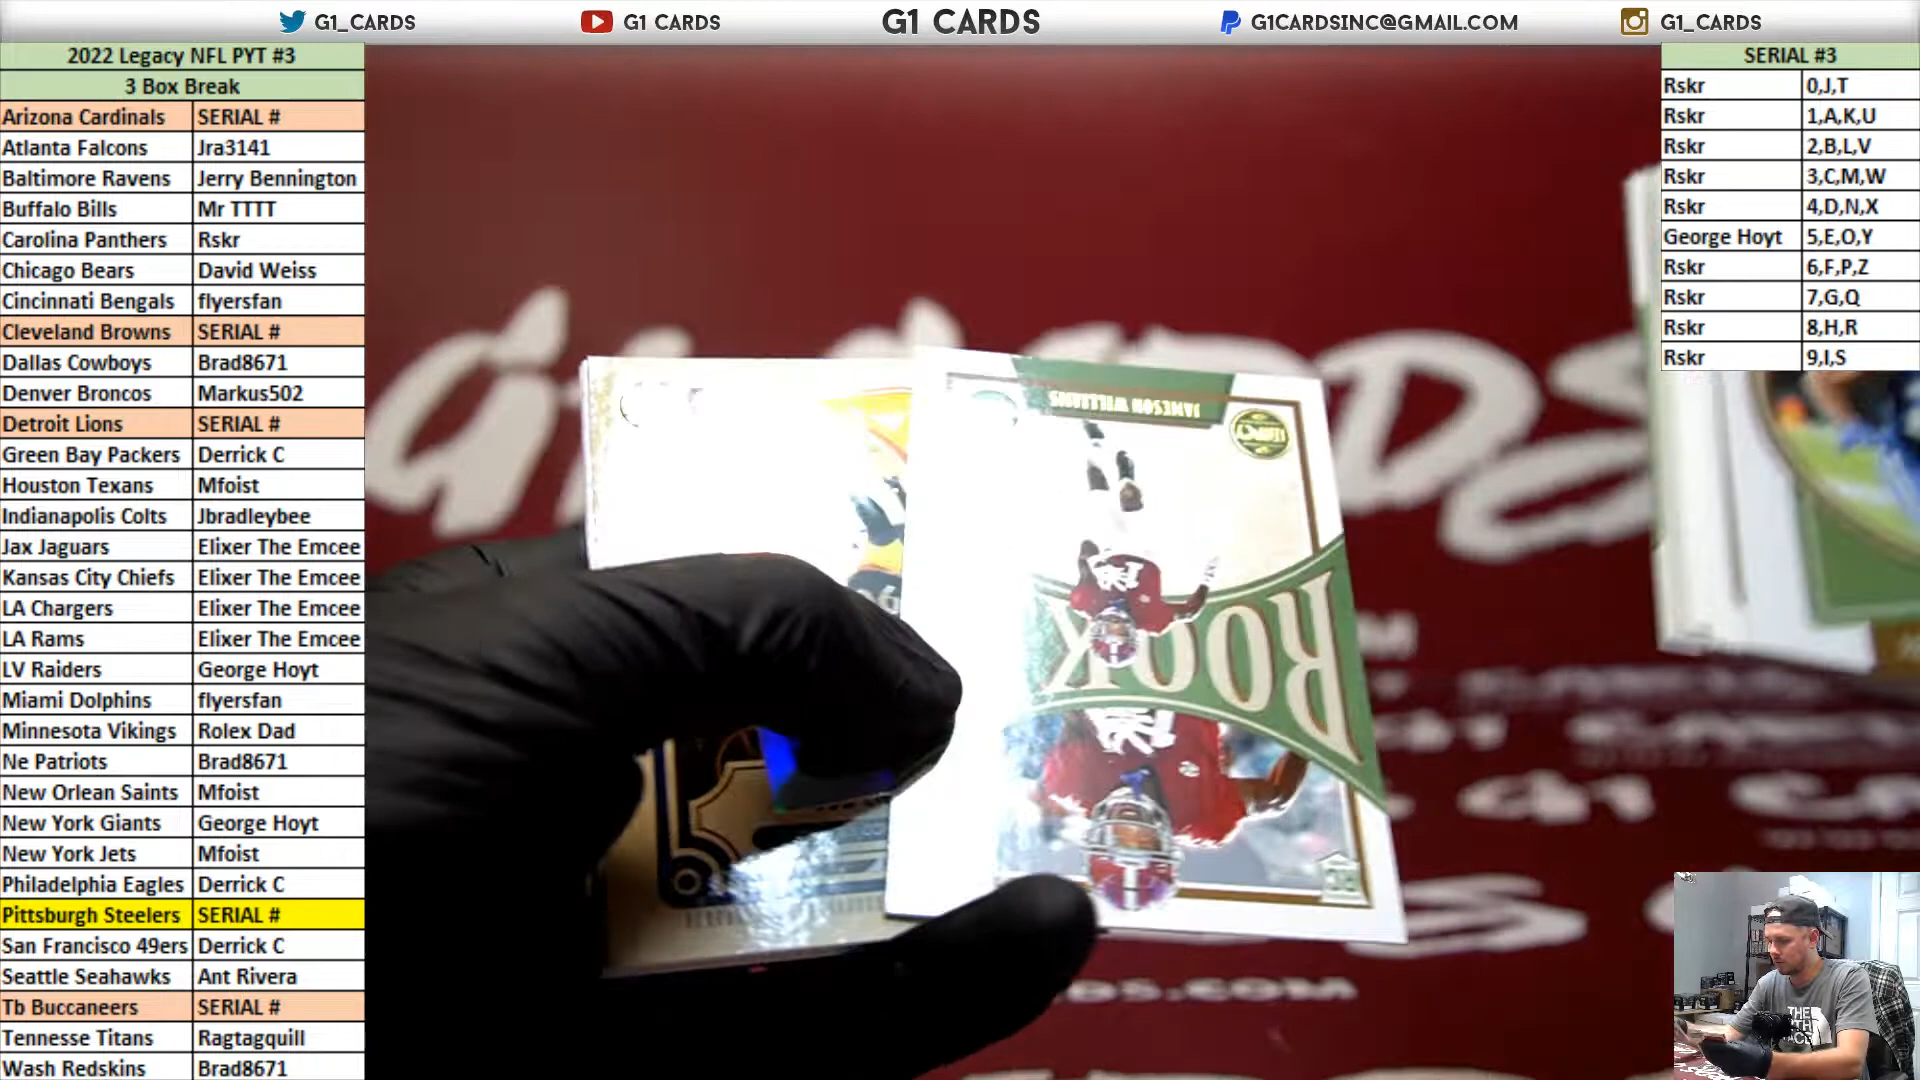 G1_CARDS
G1 CARDS
G1 CARDS
G1CARDSINC@GMAIL.COM
G1_CARDS
2022 Legacy NFL PYT #3
3 Box Break
Arizona Cardinals SERIAL #
Atlanta Falcons Jra3141
Baltimore Ravens Jerry Bennington
Buffalo Bills Mr TTTT
Carolina Panthers Rskr
Chicago Bears David Weiss
Cincinnati Bengals flyersfan
Cleveland Browns SERIAL #
Dallas Cowboys Brad8671
Denver Broncos Markus502
Detroit Lions SERIAL #
Green Bay Packers Derrick C
Houston Texans Mfoist
Indianapolis Colts Jbradleybee
Jax Jaguars Elixer The Emcee
Kansas City Chiefs Elixer The Emcee
LA Chargers Elixer The Emcee
LA Rams Elixer The Emcee
LV Raiders George Hoyt
Miami Dolphins flyersfan
Minnesota Vikings Rolex Dad
Ne Patriots Brad8671
New Orlean Saints Mfoist
New York Giants George Hoyt
New York Jets Mfoist
Philadelphia Eagles Derrick C
Pittsburgh Steelers SERIAL #
San Francisco 49ers Derrick C
Seattle Seahawks Ant Rivera
Tb Buccaneers SERIAL #
Tennesse Titans Ragtagquill
Wash Redskins Brad8671
SERIAL #3
Rskr 0,J,T
Rskr 1,A,K,U
Rskr 2,B,L,V
Rskr 3,C,M,W
Rskr 4,D,N,X
George Hoyt 5,E,O,Y
Rskr 6,F,P,Z
Rskr 7,G,Q
Rskr 8,H,R
Rskr 9,I,S
JAMESON WILLIAMS
LEGACY
ROOK
THE